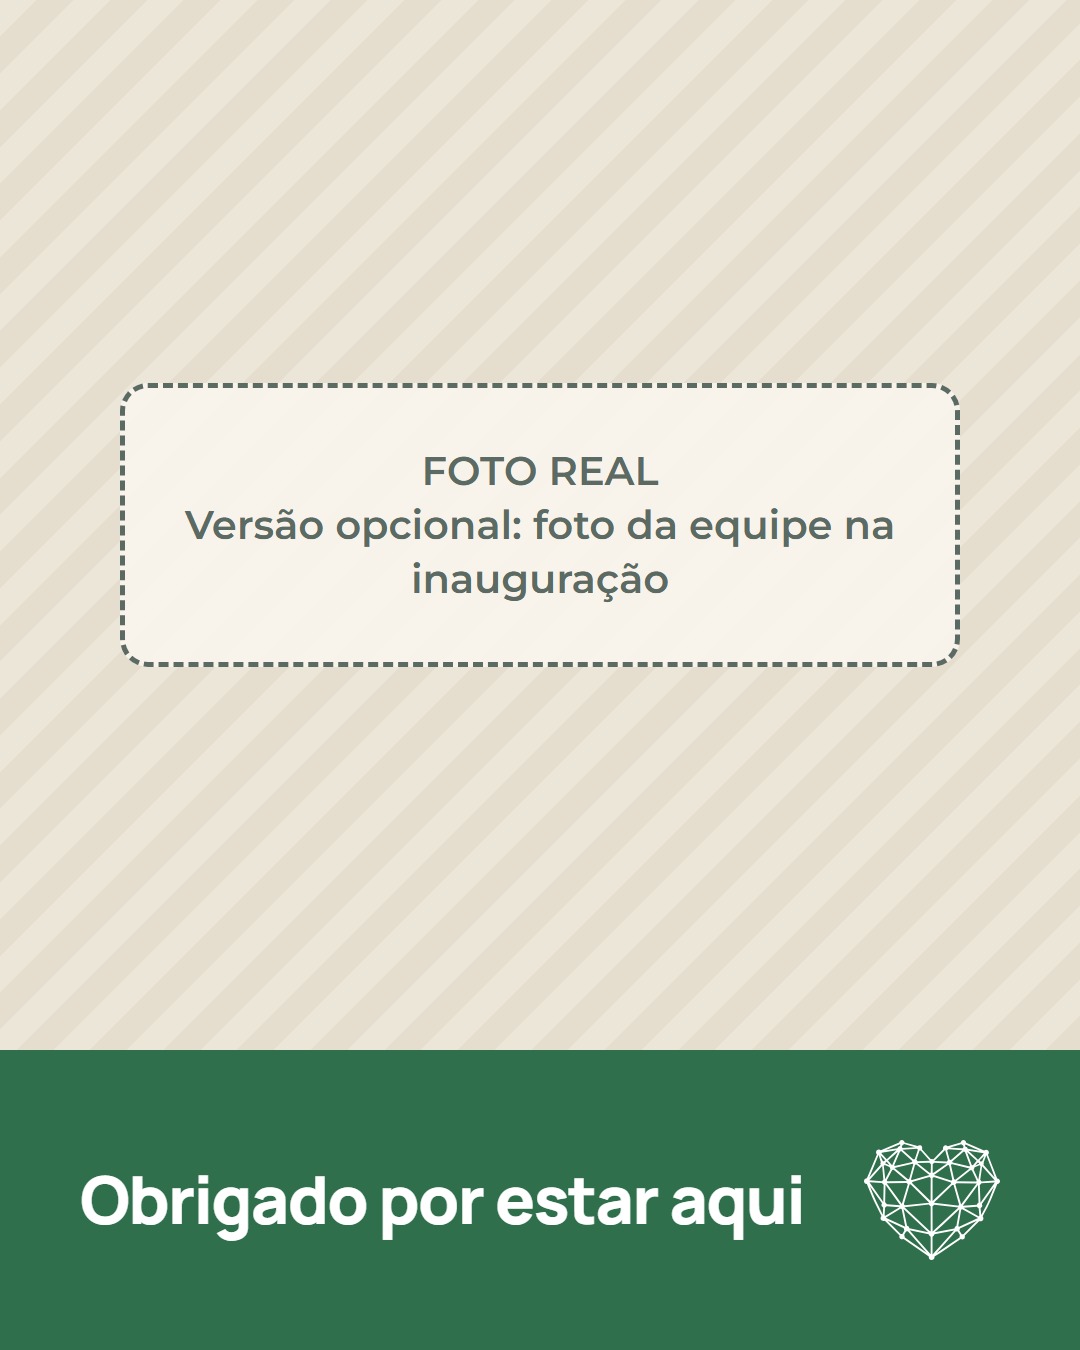 FOTO REAL
Versão opcional: foto da equipe na
inauguração
Obrigado por estar aqui